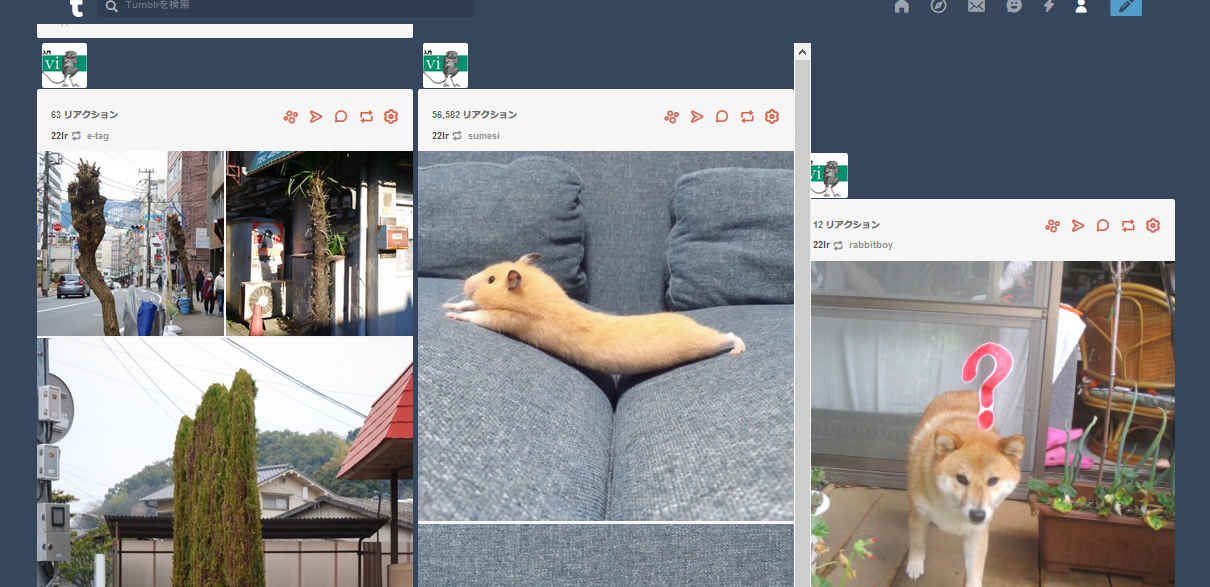 Tumblrを検索
vi
63 リアクション
22lr e-tag
vi
56,582 リアクション
22lr sumesi
vi
12 リアクション
22lr rabbitboy
?